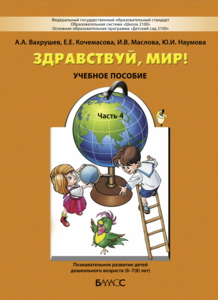 Федеральный государственный образовательный стандарт
Образовательная система «Школа 2100»
Основная образовательная программа «Детский сад 2100»
А.А. Вахрушев, Е.Е. Кочемасова, И.В. Маслова, Ю.И. Наумова
ЗДРАВСТВУЙ, МИР!
УЧЕБНОЕ ПОСОБИЕ
Часть 4
Познавательное развитие детей
дошкольного возраста (6–7(8) лет)
БАЛАСС